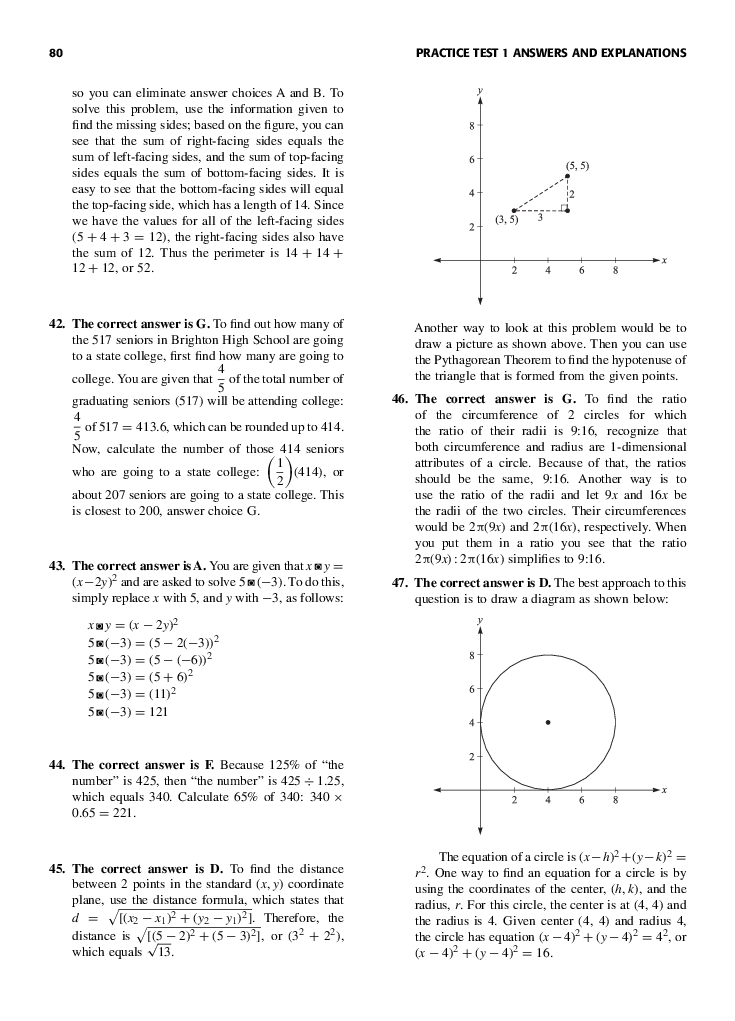 80
PRACTICE TEST 1 ANSWERS AND EXPLANATIONS
so you can eliminate answer choices A and B. To
solve this problem, use the information given to
find the missing sides; based on the figure, you can
see that the sum of right-facing sides equals the
sum of left-facing sides, and the sum of top-facing
sides equals the sum of bottom-facing sides. It is
easy to see that the bottom-facing sides will equal
the top-facing side, which has a length of 14. Since
we have the values for all of the left-facing sides
(5 + 4 + 3 = 12), the right-facing sides also have
the sum of 12. Thus the perimeter is 14 + 14 +
12 + 12, or 52.
42. The correct answer is G. To find out how many of
the 517 seniors in Brighton High School are going
to a state college, first find how many are going to
college. You are given that 4/5 of the total number of
graduating seniors (517) will be attending college:
4/5 of 517 = 413.6, which can be rounded up to 414.
Now, calculate the number of those 414 seniors
who are going to a state college: (1/2)(414), or
about 207 seniors are going to a state college. This
is closest to 200, answer choice G.
43. The correct answer is A. You are given that x ◙ y =
(x−2y)² and are asked to solve 5 ◙ (−3). To do this,
simply replace x with 5, and y with −3, as follows:
x ◙ y = (x − 2y)²
5 ◙ (−3) = (5 − 2(−3))²
5 ◙ (−3) = (5 − (−6))²
5 ◙ (−3) = (5 + 6)²
5 ◙ (−3) = (11)²
5 ◙ (−3) = 121
44. The correct answer is F. Because 125% of “the
number” is 425, then “the number” is 425 ÷ 1.25,
which equals 340. Calculate 65% of 340: 340 ×
0.65 = 221.
45. The correct answer is D. To find the distance
between 2 points in the standard (x, y) coordinate
plane, use the distance formula, which states that
d = √[(x₂ − x₁)² + (y₂ − y₁)²]. Therefore, the
distance is √[(5 − 2)² + (5 − 3)²], or (3² + 2²),
which equals √13.
y
8
6
(5, 5)
4
2
(3, 5)
3
2
x
2 4 6 8
Another way to look at this problem would be to
draw a picture as shown above. Then you can use
the Pythagorean Theorem to find the hypotenuse of
the triangle that is formed from the given points.
46. The correct answer is G. To find the ratio
of the circumference of 2 circles for which
the ratio of their radii is 9:16, recognize that
both circumference and radius are 1-dimensional
attributes of a circle. Because of that, the ratios
should be the same, 9:16. Another way is to
use the ratio of the radii and let 9x and 16x be
the radii of the two circles. Their circumferences
would be 2π(9x) and 2π(16x), respectively. When
you put them in a ratio you see that the ratio
2π(9x) : 2π(16x) simplifies to 9:16.
47. The correct answer is D. The best approach to this
question is to draw a diagram as shown below:
y
8
6
4
2
x
2 4 6 8
The equation of a circle is (x−h)²+(y−k)² =
r². One way to find an equation for a circle is by
using the coordinates of the center, (h, k), and the
radius, r. For this circle, the center is at (4, 4) and
the radius is 4. Given center (4, 4) and radius 4,
the circle has equation (x − 4)² + (y − 4)² = 4², or
(x − 4)² + (y − 4)² = 16.